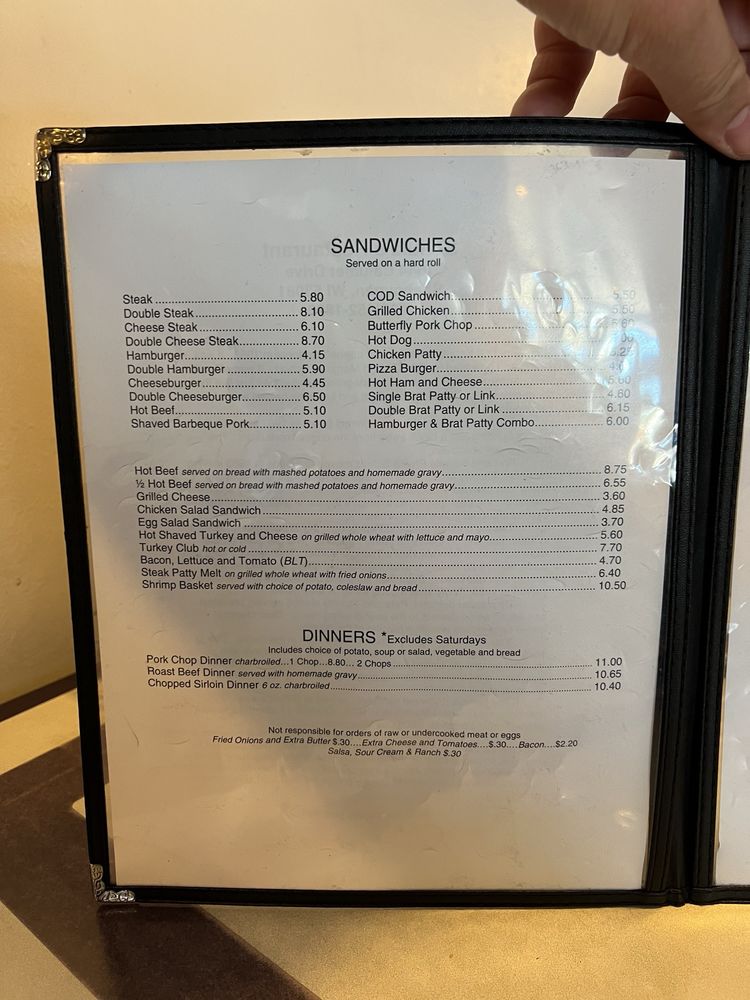 SANDWICHES
Served on a hard roll
Steak.....5.80
Double Steak.....8.10
Cheese Steak.....6.10
Double Cheese Steak.....8.70
Hamburger.....4.15
Double Hamburger.....5.90
Cheeseburger.....4.45
Double Cheeseburger.....6.50
Hot Beef.....5.10
Shaved Barbeque Pork.....5.10
COD Sandwich.....5.50
Grilled Chicken.....5.50
Butterfly Pork Chop.....
Hot Dog.....
Chicken Patty.....
Pizza Burger.....
Hot Ham and Cheese.....
Single Brat Patty or Link.....4.80
Double Brat Patty or Link.....6.15
Hamburger & Brat Patty Combo.....6.00
Hot Beef served on bread with mashed potatoes and homemade gravy.....8.75
½ Hot Beef served on bread with mashed potatoes and homemade gravy.....6.55
Grilled Cheese.....3.60
Chicken Salad Sandwich.....4.85
Egg Salad Sandwich.....3.70
Hot Shaved Turkey and Cheese on grilled whole wheat with lettuce and mayo.....5.60
Turkey Club hot or cold.....7.70
Bacon, Lettuce and Tomato (BLT).....4.70
Steak Patty Melt on grilled whole wheat with fried onions.....6.40
Shrimp Basket served with choice of potato, coleslaw and bread.....10.50
DINNERS *Excludes Saturdays
Includes choice of potato, soup or salad, vegetable and bread
Pork Chop Dinner charbroiled...1 Chop...8.80... 2 Chops.....11.00
Roast Beef Dinner served with homemade gravy.....10.65
Chopped Sirloin Dinner 6 oz. charbroiled.....10.40
Not responsible for orders of raw or undercooked meat or eggs
Fried Onions and Extra Butter $.30....Extra Cheese and Tomatoes....$.30....Bacon....$2.20
Salsa, Sour Cream & Ranch $.30